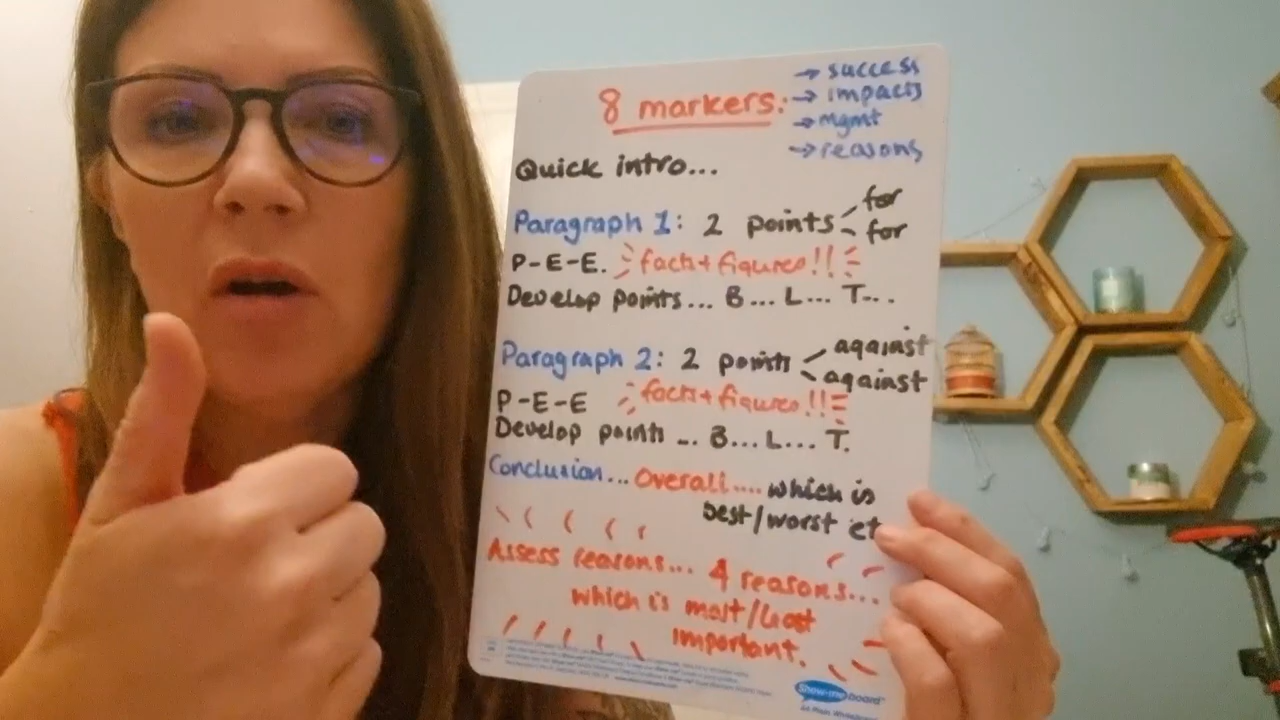 8 markers:
→ success
→ impacts
→ mgmt
→ reasons
Quick intro...
Paragraph 1: 2 points
for
for
P-E-E. facts + figures!!
Develop points... B... L... T...
Paragraph 2: 2 points
against
against
P-E-E facts + figures!!
Develop points ... B... L.... T.
Conclusion... Overall.... which is
best/worst et
Assess reasons... 4 reasons...
which is most/least
important.
Show-me board